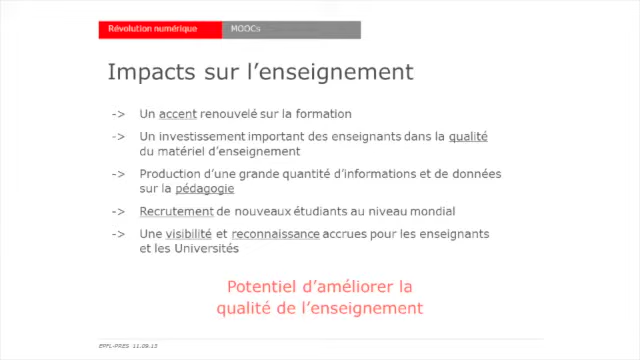 Révolution numérique MOOCs
Impacts sur l'enseignement
-> Un accent renouvelé sur la formation
-> Un investissement important des enseignants dans la qualité
du matériel d'enseignement
-> Production d'une grande quantité d'informations et de données
sur la pédagogie
-> Recrutement de nouveaux étudiants au niveau mondial
-> Une visibilité et reconnaissance accrues pour les enseignants
et les Universités
Potentiel d'améliorer la
qualité de l'enseignement
EPFL-PRES 11.09.13